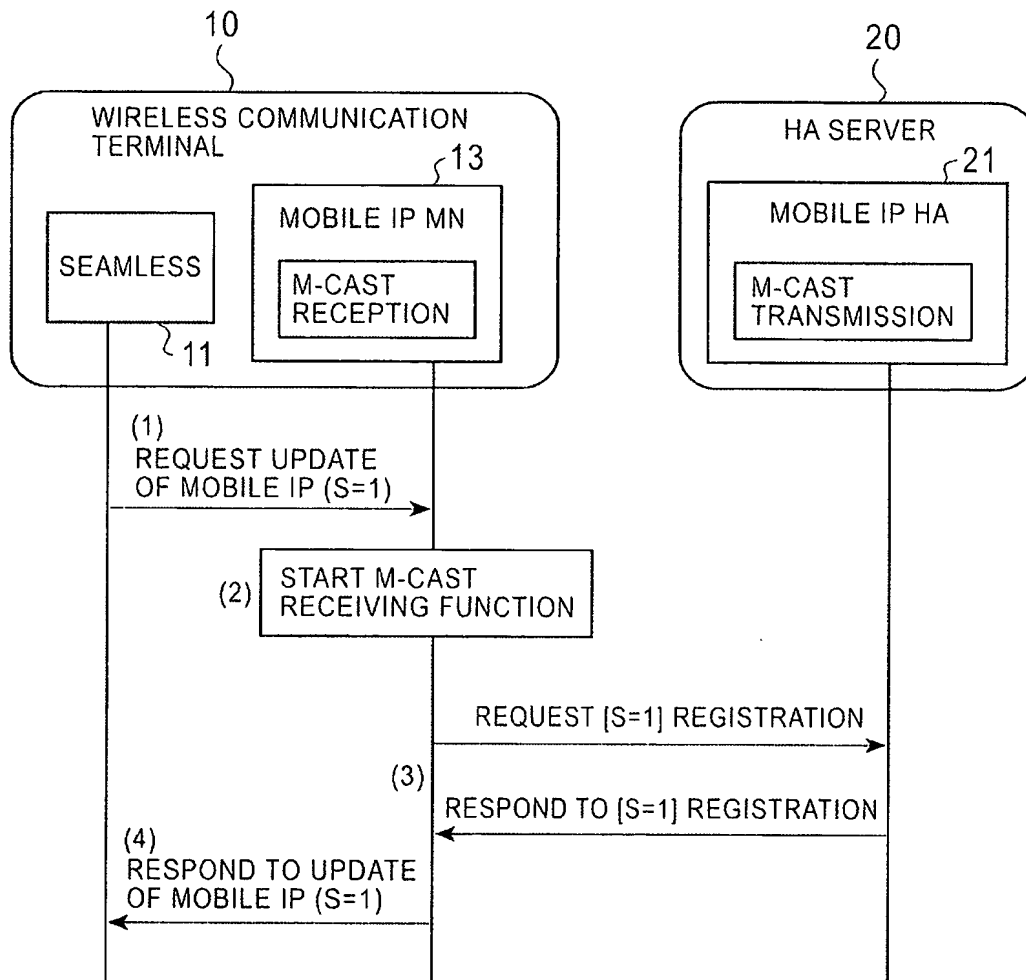 10
20
WIRELESS COMMUNICATION
TERMINAL
HA SERVER
13
21
SEAMLESS
MOBILE IP MN
MOBILE IP HA
M-CAST
RECEPTION
M-CAST
TRANSMISSION
11
(1)
REQUEST UPDATE
OF MOBILE IP (S=1)
(2)
START M-CAST
RECEIVING FUNCTION
REQUEST [S=1] REGISTRATION
(3)
RESPOND TO [S=1] REGISTRATION
(4)
RESPOND TO UPDATE
OF MOBILE IP (S=1)